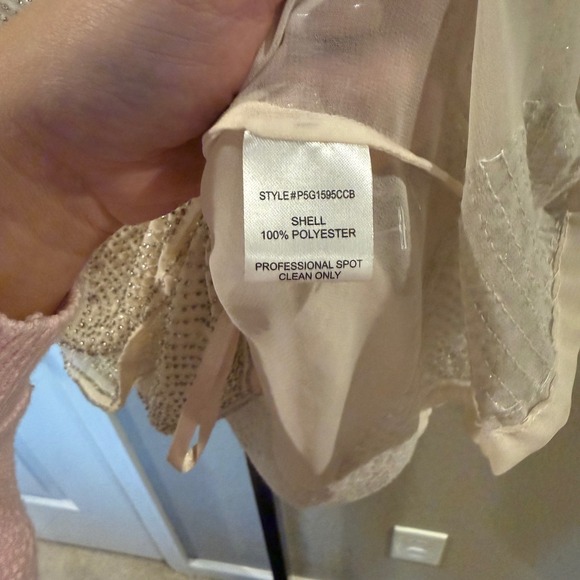 STYLE#P5G1595CCB
SHELL
100% POLYESTER
PROFESSIONAL SPOT
CLEAN ONLY